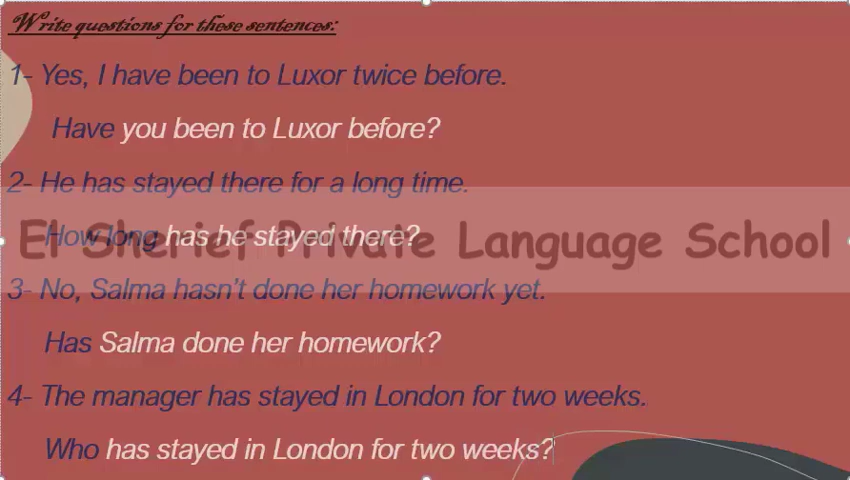 Write questions for these sentences:
1- Yes, I have been to Luxor twice before.
Have you been to Luxor before?
2- He has stayed there for a long time.
How long has he stayed there?
El Sherief Private Language School
3- No, Salma hasn't done her homework yet.
Has Salma done her homework?
4- The manager has stayed in London for two weeks.
Who has stayed in London for two weeks?